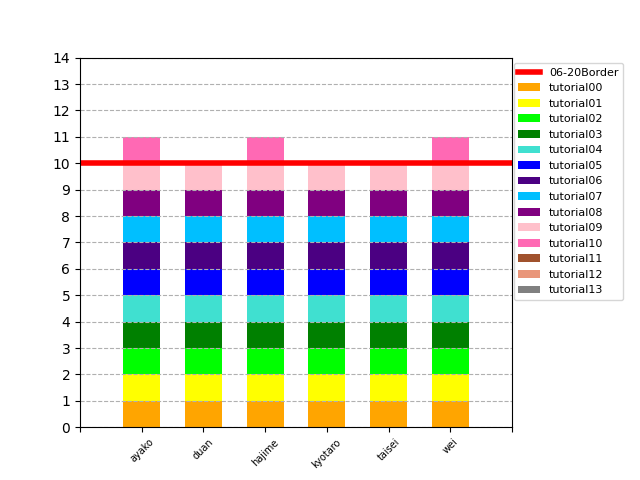 14
13
12
11
10
9
8
7
6
5
4
3
2
1
0
ayako
duan
hajime
kyotaro
taisei
wei
06-20Border
tutorial00
tutorial01
tutorial02
tutorial03
tutorial04
tutorial05
tutorial06
tutorial07
tutorial08
tutorial09
tutorial10
tutorial11
tutorial12
tutorial13